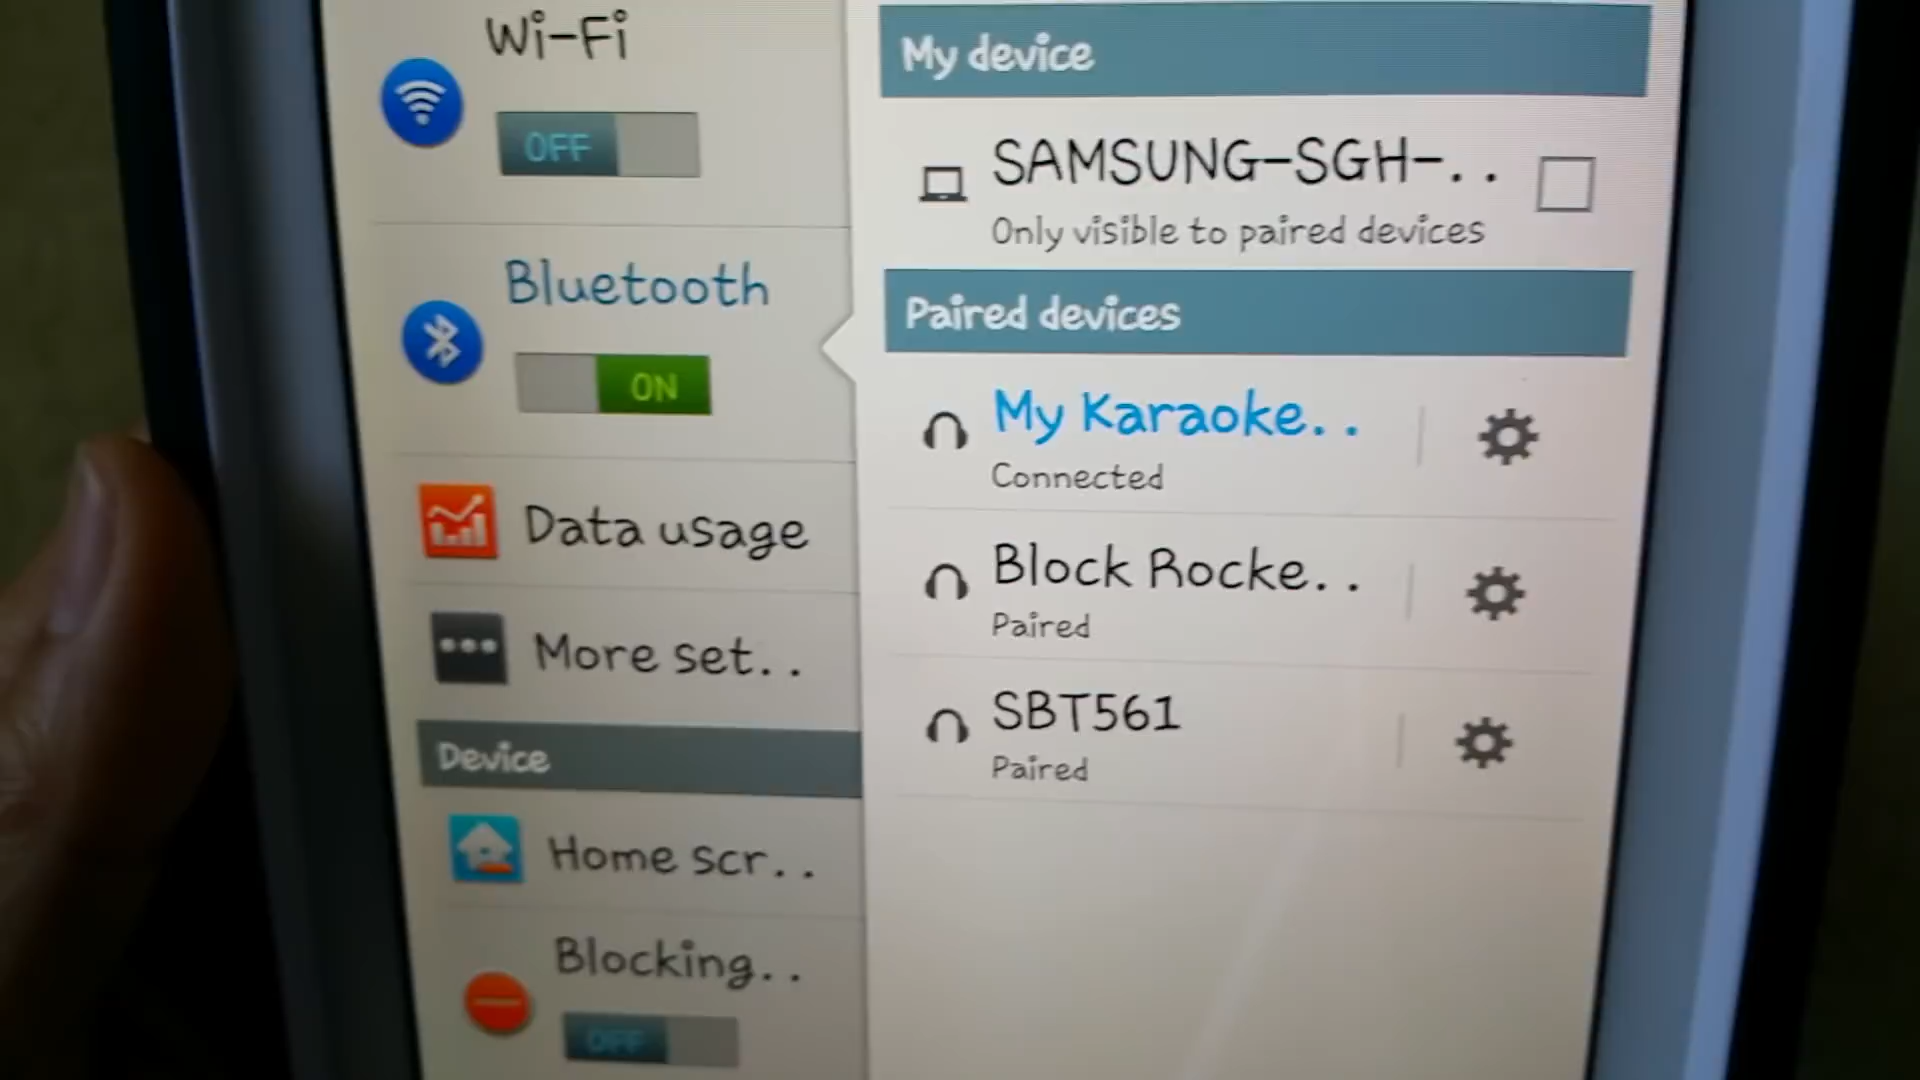 Wi-Fi
OFF
Bluetooth
ON
Data usage
More set..
Device
Home scr..
Blocking..
OFF
My device
SAMSUNG-SGH-..
Only visible to paired devices
Paired devices
My Karaoke..
Connected
Block Rocke..
Paired
SBT561
Paired